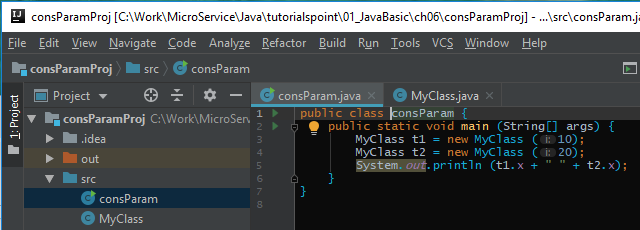 consParamProj [C:\Work\MicroService\Java\tutorialspoint\01_JavaBasic\ch06\consParamProj] - ...\src\consParam.ja
File Edit View Navigate Code Analyze Refactor Build Run Tools VCS Window Help
consParamProj src consParam
1: Project
Project
consParamProj C:\Work\MicroServic
.idea
out
src
consParam
MyClass
consParam.java MyClass.java
1 public class consParam {
2 public static void main (String[] args) {
3 MyClass t1 = new MyClass ( i: 10);
4 MyClass t2 = new MyClass ( i: 20);
5 System.out.println (t1.x + " " + t2.x);
6 }
7 }
8